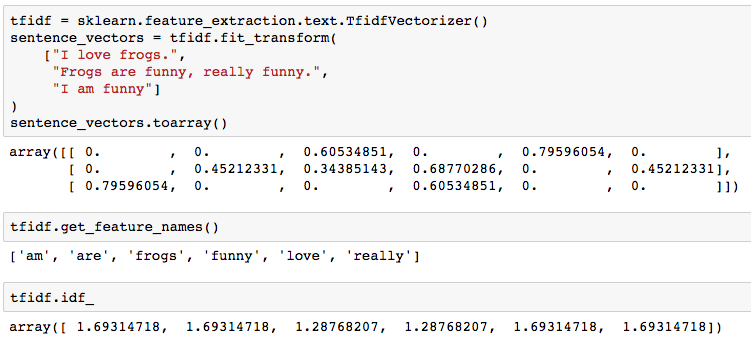 tfidf = sklearn.feature_extraction.text.TfidfVectorizer()
sentence_vectors = tfidf.fit_transform(
    ["I love frogs.",
     "Frogs are funny, really funny.",
     "I am funny"]
)
sentence_vectors.toarray()
array([[ 0.        ,  0.        ,  0.60534851,  0.        ,  0.79596054,  0.        ],
       [ 0.        ,  0.45212331,  0.34385143,  0.68770286,  0.        ,  0.45212331],
       [ 0.79596054,  0.        ,  0.        ,  0.60534851,  0.        ,  0.        ]])
tfidf.get_feature_names()
['am', 'are', 'frogs', 'funny', 'love', 'really']
tfidf.idf_
array([ 1.69314718,  1.69314718,  1.28768207,  1.28768207,  1.69314718,  1.69314718])